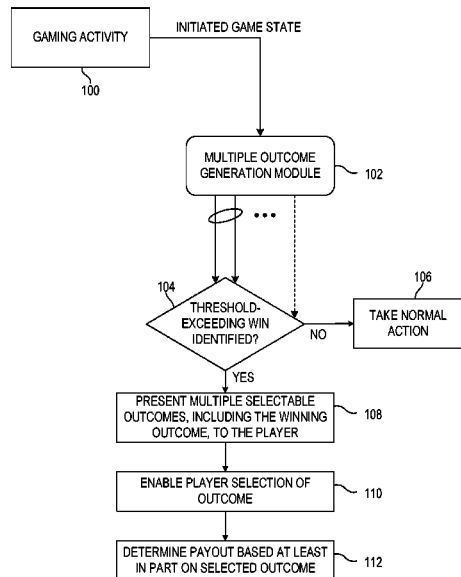 GAMING ACTIVITY
INITIATED GAME STATE
100
MULTIPLE OUTCOME
GENERATION MODULE
102
104
THRESHOLD-
EXCEEDING WIN
IDENTIFIED?
NO
106
TAKE NORMAL
ACTION
YES
PRESENT MULTIPLE SELECTABLE
OUTCOMES, INCLUDING THE WINNING
OUTCOME, TO THE PLAYER
108
ENABLE PLAYER SELECTION OF
OUTCOME
110
DETERMINE PAYOUT BASED AT LEAST
IN PART ON SELECTED OUTCOME
112